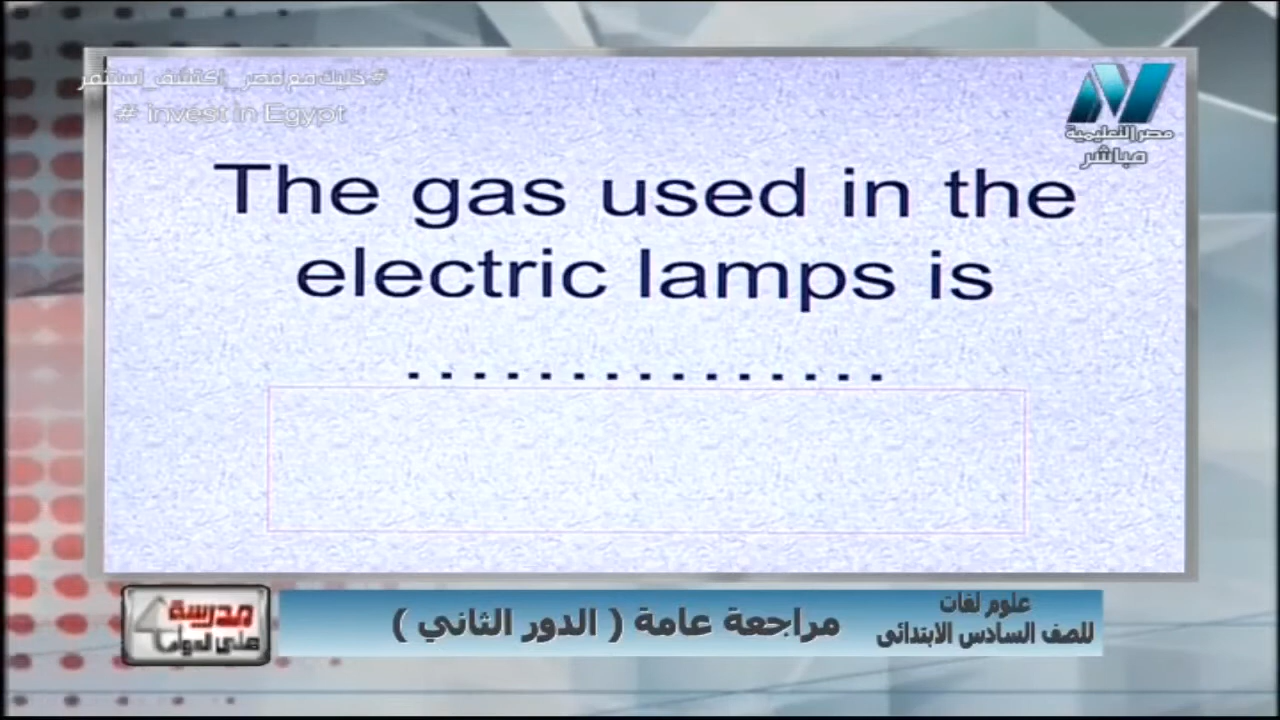 #خليك_مع_مصر_إكتشف_إستثمر
# invest in Egypt
مصر التعليمية
مباشر
The gas used in the
electric lamps is
...............
علوم لغات
للصف السادس الابتدائى
مراجعة عامة ( الدور الثاني )
مدرسة
على الهواء